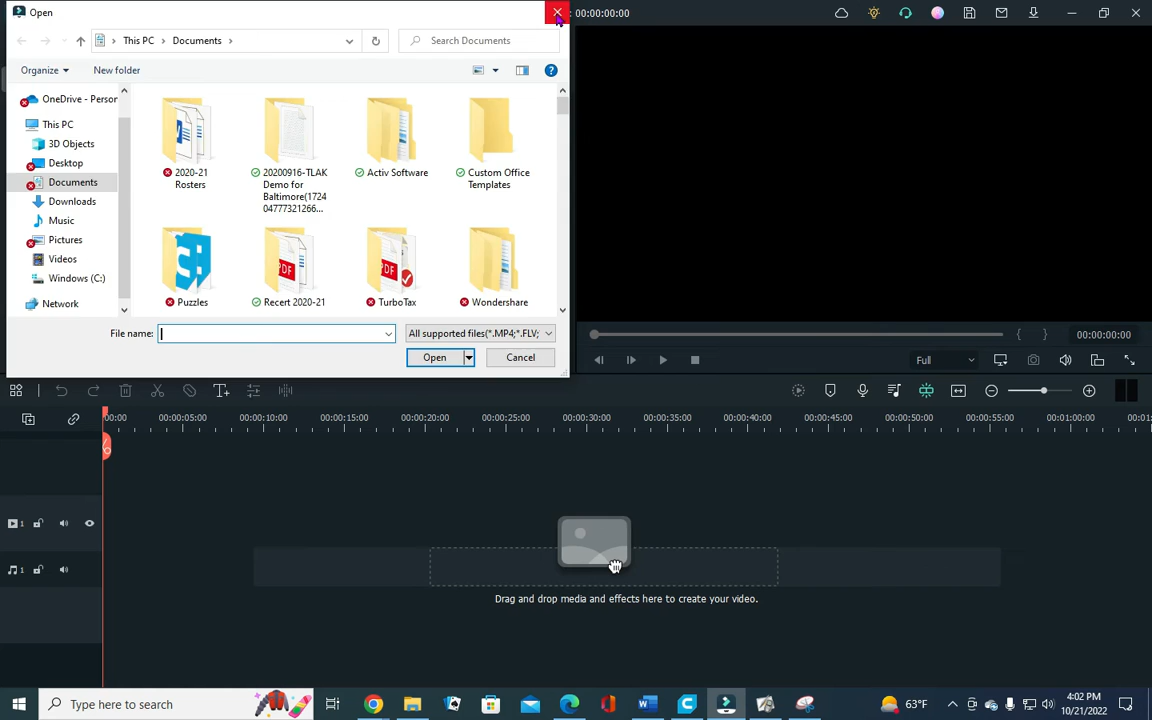 Open
00:00:00:00
This PC
Documents
Search Documents
Organize
New folder
OneDrive - Person
This PC
3D Objects
Desktop
Documents
Downloads
Music
Pictures
Videos
Windows (C:)
Network
2020-21
Rosters
20200916-TLAK
Demo for
Baltimore(1724
04777321266...
Activ Software
Custom Office
Templates
Puzzles
Recert 2020-21
TurboTax
Wondershare
File name:
All supported files(*.MP4;*.FLV;
Open
Cancel
Full
00:00:00:00
00:00
00:00:05:00
00:00:10:00
00:00:15:00
00:00:20:00
00:00:25:00
00:00:30:00
00:00:35:00
00:00:40:00
00:00:45:00
00:00:50:00
00:00:55:00
00:01:00:00
00:01:
1
1
Drag and drop media and effects here to create your video.
Type here to search
63°F
4:02 PM
10/21/2022